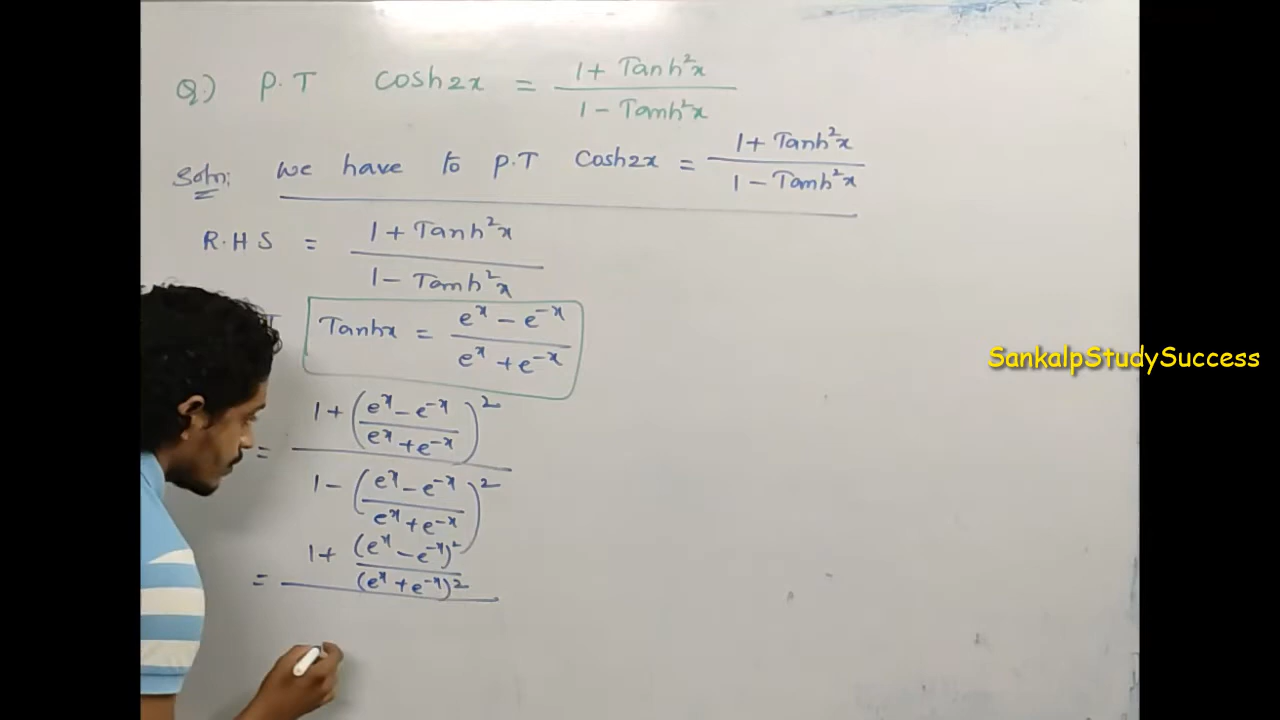 Q.) P.T cosh2x = 1 + Tanh²x / 1 - Tanh²x
Soln: we have to P.T Cosh2x = 1 + Tanh²x / 1 - Tanh²x
R.H.S = 1 + Tanh²x / 1 - Tanh²x
T Tanhx = eˣ - e⁻ˣ / eˣ + e⁻ˣ
SankalpStudySuccess
= 1 + (eˣ - e⁻ˣ / eˣ + e⁻ˣ)² / 1 - (eˣ - e⁻ˣ / eˣ + e⁻ˣ)²
= 1 + (eˣ - e⁻ˣ)² / (eˣ + e⁻ˣ)²